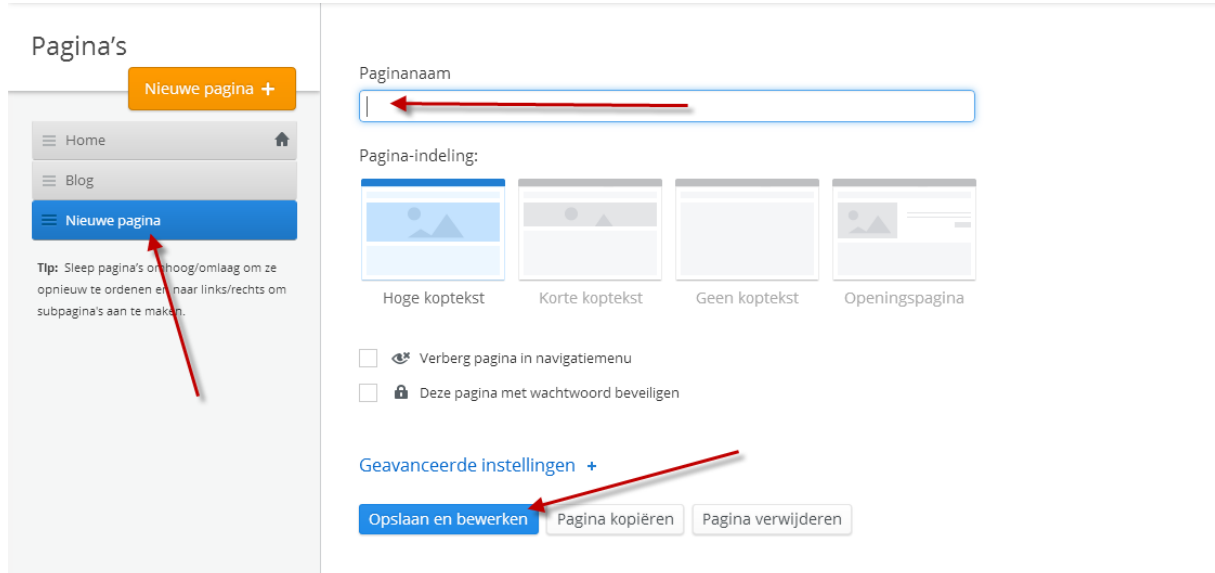 Pagina's
Nieuwe pagina +
Home
Blog
Nieuwe pagina
Tip: Sleep pagina's omhoog/omlaag om ze
opnieuw te ordenen en naar links/rechts om
subpagina's aan te maken.
Paginanaam
Pagina-indeling:
Hoge koptekst
Korte koptekst
Geen koptekst
Openingspagina
Verberg pagina in navigatiemenu
Deze pagina met wachtwoord beveiligen
Geavanceerde instellingen +
Opslaan en bewerken
Pagina kopiëren
Pagina verwijderen